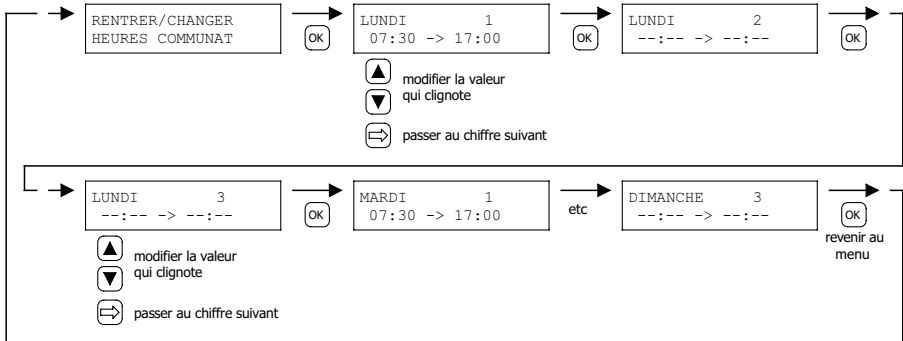 RENTRER/CHANGER
HEURES COMMUNAT
OK
LUNDI 1
07:30 -> 17:00
OK
LUNDI 2
--:-- -> --:--
OK
modifier la valeur
qui clignote
passer au chiffre suivant
LUNDI 3
--:-- -> --:--
OK
MARDI 1
07:30 -> 17:00
etc
DIMANCHE 3
--:-- -> --:--
OK
revenir au
menu
modifier la valeur
qui clignote
passer au chiffre suivant